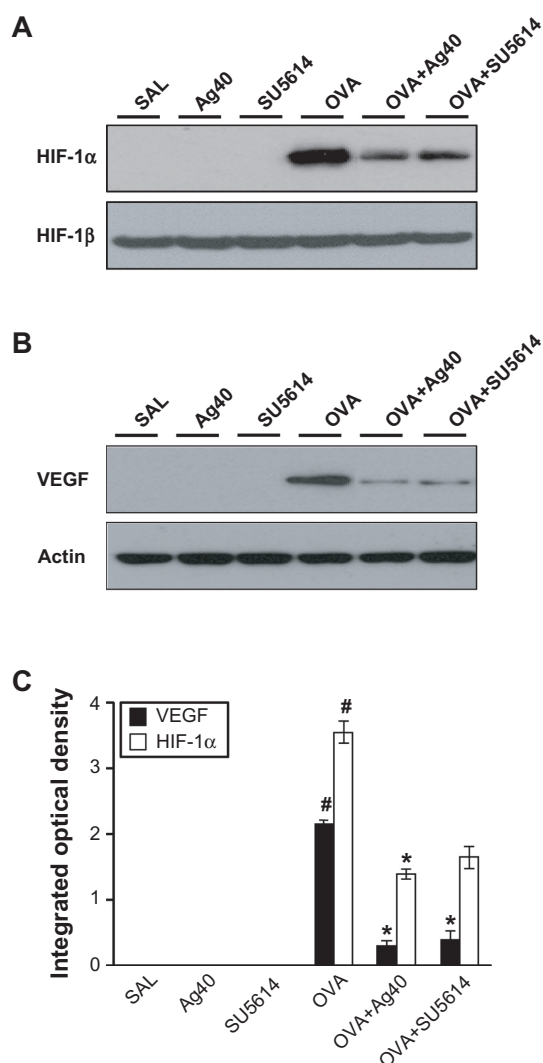 A
SAL Ag40 SU5614 OVA OVA+Ag40 OVA+SU5614
HIF-1α
HIF-1β
B
SAL Ag40 SU5614 OVA OVA+Ag40 OVA+SU5614
VEGF
Actin
C
Integrated optical density
4
3
2
1
0
VEGF
HIF-1α
# #
* *
*
SAL Ag40 SU5614 OVA OVA+Ag40 OVA+SU5614